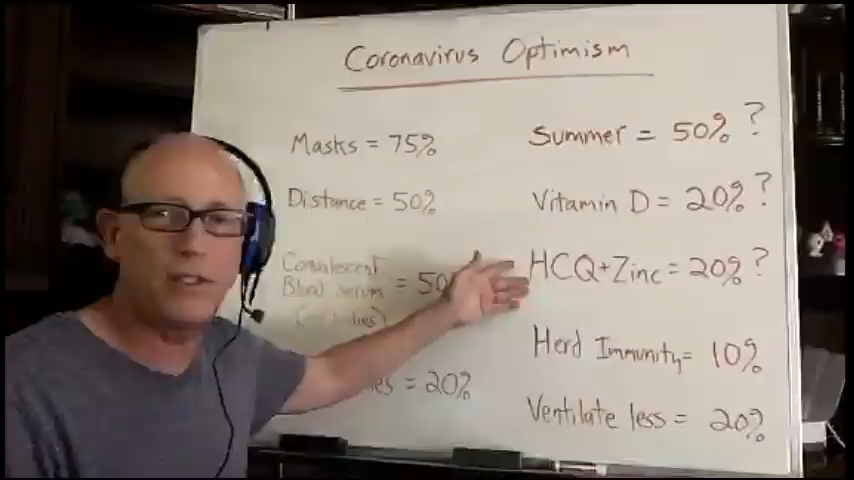 Coronavirus Optimism
Masks = 75%
Distance = 50%
Convalescent
Blood serum = 50
= 20%
Summer = 50%?
Vitamin D = 20%?
HCQ+Zinc = 20%?
Herd Immunity = 10%
Ventilate less = 20%